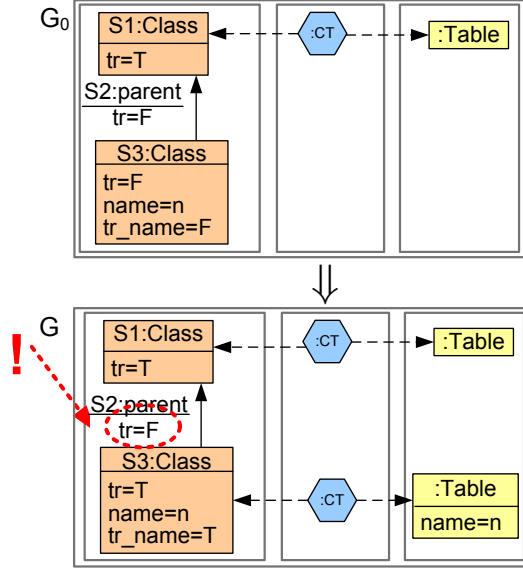 G₀
S1:Class
tr=T
:CT
:Table
S2:parent
tr=F
S3:Class
tr=F
name=n
tr_name=F
⇓
G
!
S1:Class
tr=T
:CT
:Table
S2:parent
tr=F
S3:Class
tr=T
name=n
tr_name=T
:CT
:Table
name=n